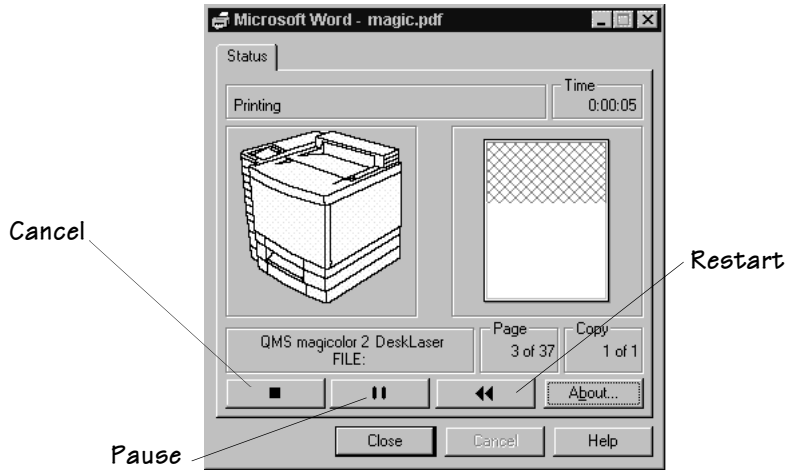 Microsoft Word - magic.pdf
Status
Printing
Time
0:00:05
Cancel
Restart
QMS magicolor 2 DeskLaser
FILE:
Page
3 of 37
Copy
1 of 1
About...
Pause
Close
Cancel
Help